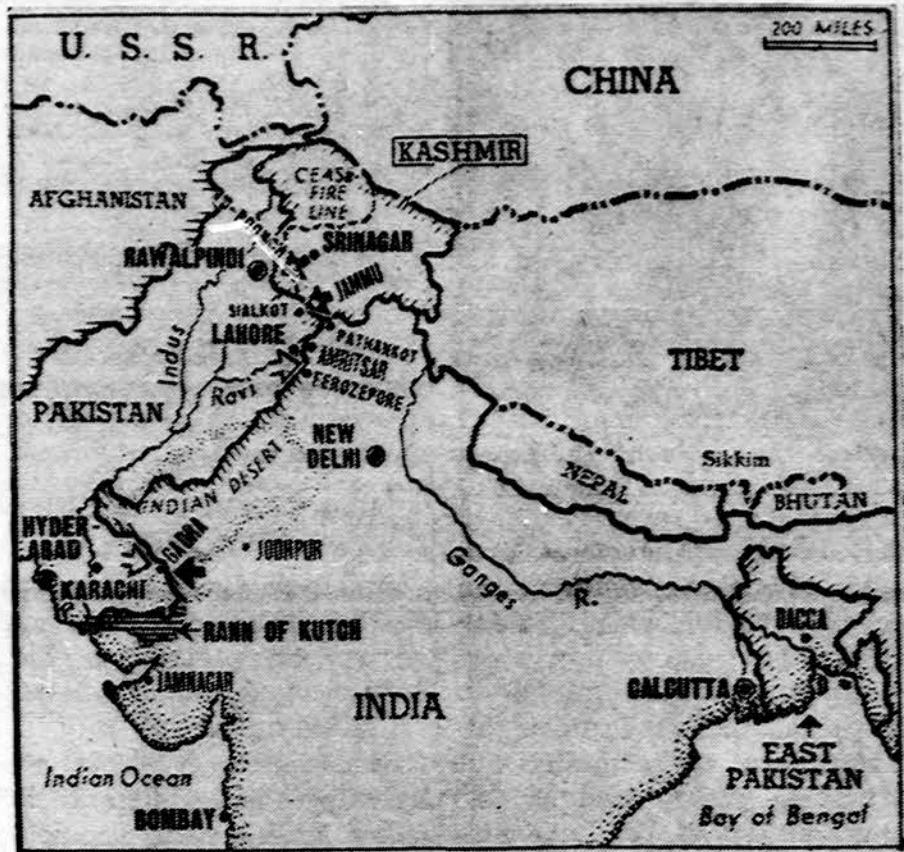 200 MILES
U. S. S. R.
CHINA
KASHMIR
CEASE
FIRE
LINE
AFGHANISTAN
SRINAGAR
RAWALPINDI
JAMMU
SIALKOT
PATHANKOT
LAHORE
AMRITSAR
Indus
TIBET
FEROZEPORE
Ravi
PAKISTAN
NEW
DELHI
INDIAN DESERT
Sikkim
NEPAL
BHUTAN
HYDER
ABAD
GADRA
JODHPUR
KARACHI
Ganges
R.
DACCA
RANN OF KUTCH
JAMNAGAR
CALCUTTA
INDIA
EAST
PAKISTAN
Indian Ocean
Bay of Bengal
BOMBAY